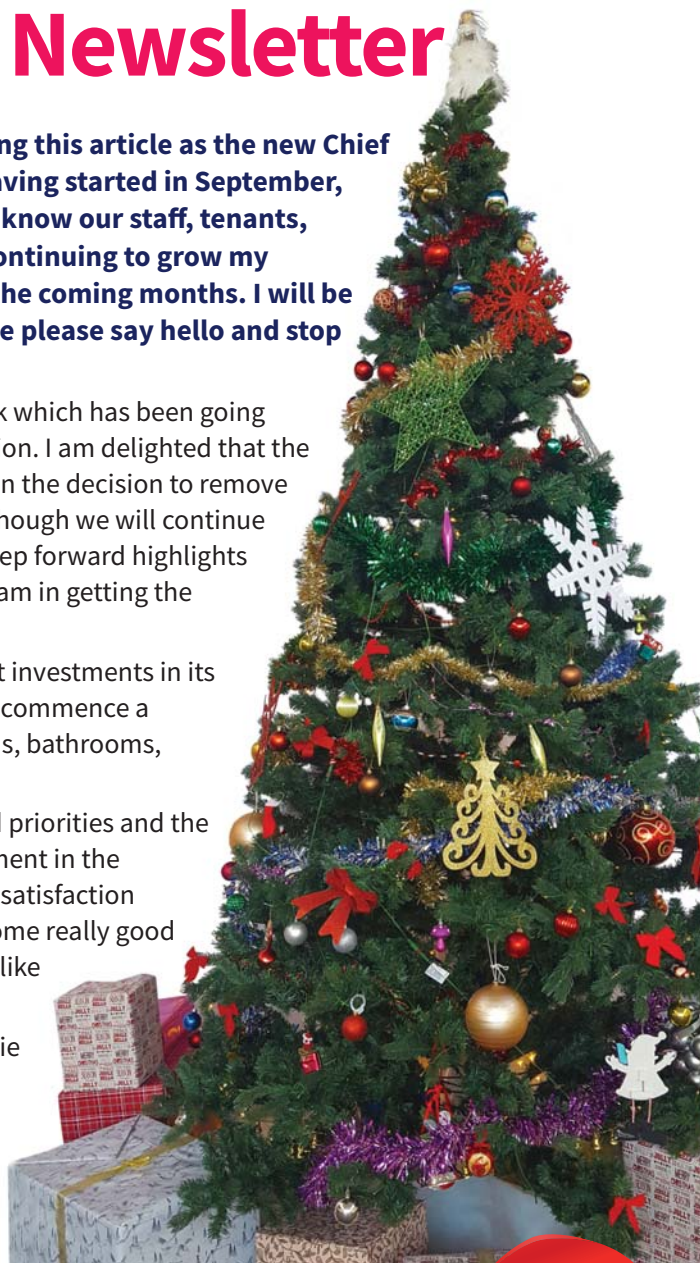 Newsletter
ng this article as the new Chief
aving started in September,
know our staff, tenants,
ontinuing to grow my
he coming months. I will be
e please say hello and stop
k which has been going
ion. I am delighted that the
n the decision to remove
hough we will continue
ep forward highlights
am in getting the
t investments in its
commence a
s, bathrooms,
l priorities and the
ment in the
satisfaction
ome really good
like
ie